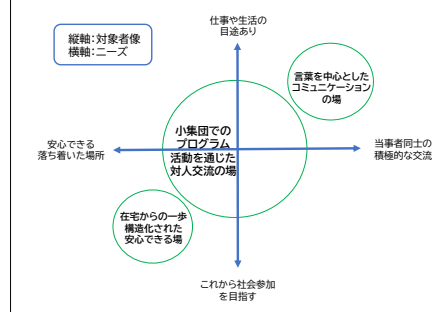 仕事や生活の
目途あり
縦軸：対象者像
横軸：ニーズ
言葉を中心とした
コミュニケーション
の場
小集団での
プログラム
活動を通じた
対人交流の場
安心できる
落ち着いた場所
当事者同士の
積極的な交流
在宅からの一歩
構造化された
安心できる場
これから社会参加
を目指す